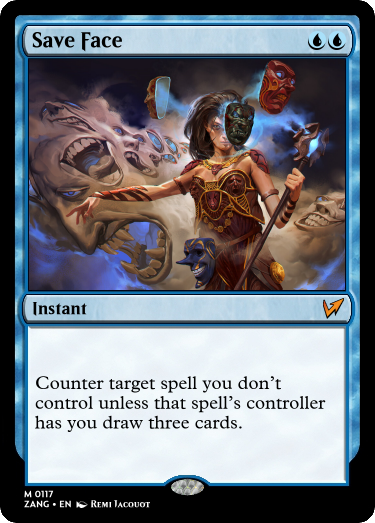 Save Face
Instant
Counter target spell you don't
control unless that spell's controller
has you draw three cards.
M 0117
ZANG • EN Remi Jacquot